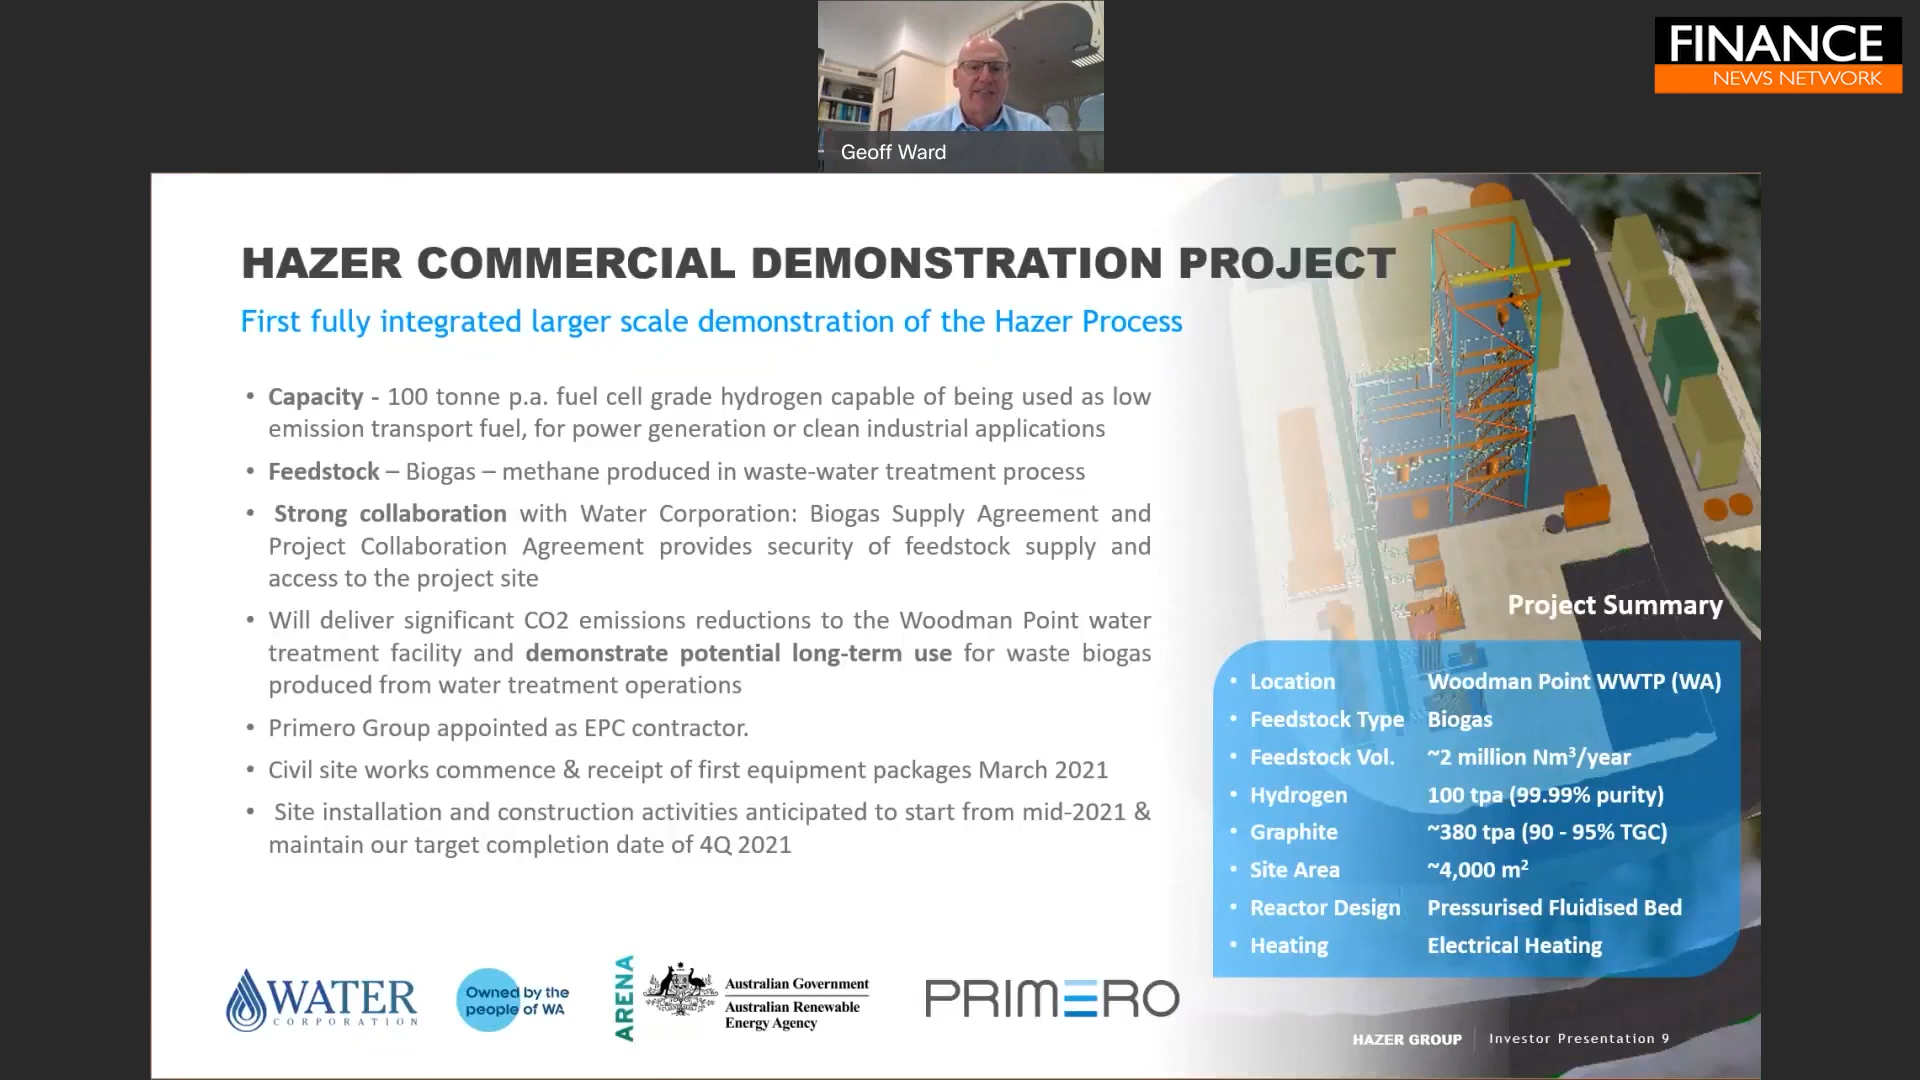 FINANCE
NEWS NETWORK
Geoff Ward
HAZER COMMERCIAL DEMONSTRATION PROJECT
First fully integrated larger scale demonstration of the Hazer Process
• Capacity - 100 tonne p.a. fuel cell grade hydrogen capable of being used as low
emission transport fuel, for power generation or clean industrial applications
• Feedstock – Biogas – methane produced in waste-water treatment process
• Strong collaboration with Water Corporation: Biogas Supply Agreement and
Project Collaboration Agreement provides security of feedstock supply and
access to the project site
• Will deliver significant CO2 emissions reductions to the Woodman Point water
treatment facility and demonstrate potential long-term use for waste biogas
produced from water treatment operations
• Primero Group appointed as EPC contractor.
• Civil site works commence & receipt of first equipment packages March 2021
• Site installation and construction activities anticipated to start from mid-2021 &
maintain our target completion date of 4Q 2021
Project Summary
• Location Woodman Point WWTP (WA)
• Feedstock Type Biogas
• Feedstock Vol. ~2 million Nm³/year
• Hydrogen 100 tpa (99.99% purity)
• Graphite ~380 tpa (90 - 95% TGC)
• Site Area ~4,000 m²
• Reactor Design Pressurised Fluidised Bed
• Heating Electrical Heating
WATER
CORPORATION
Owned by the
people of WA
ARENA
Australian Government
Australian Renewable
Energy Agency
PRIMERO
HAZER GROUP Investor Presentation 9